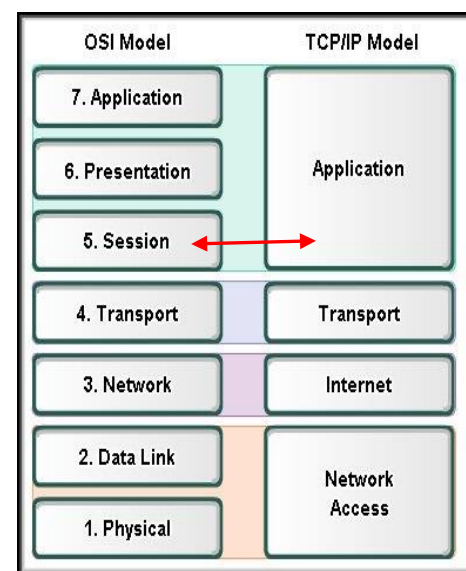 OSI Model
TCP/IP Model
7. Application
6. Presentation
5. Session
Application
4. Transport
Transport
3. Network
Internet
2. Data Link
1. Physical
Network
Access